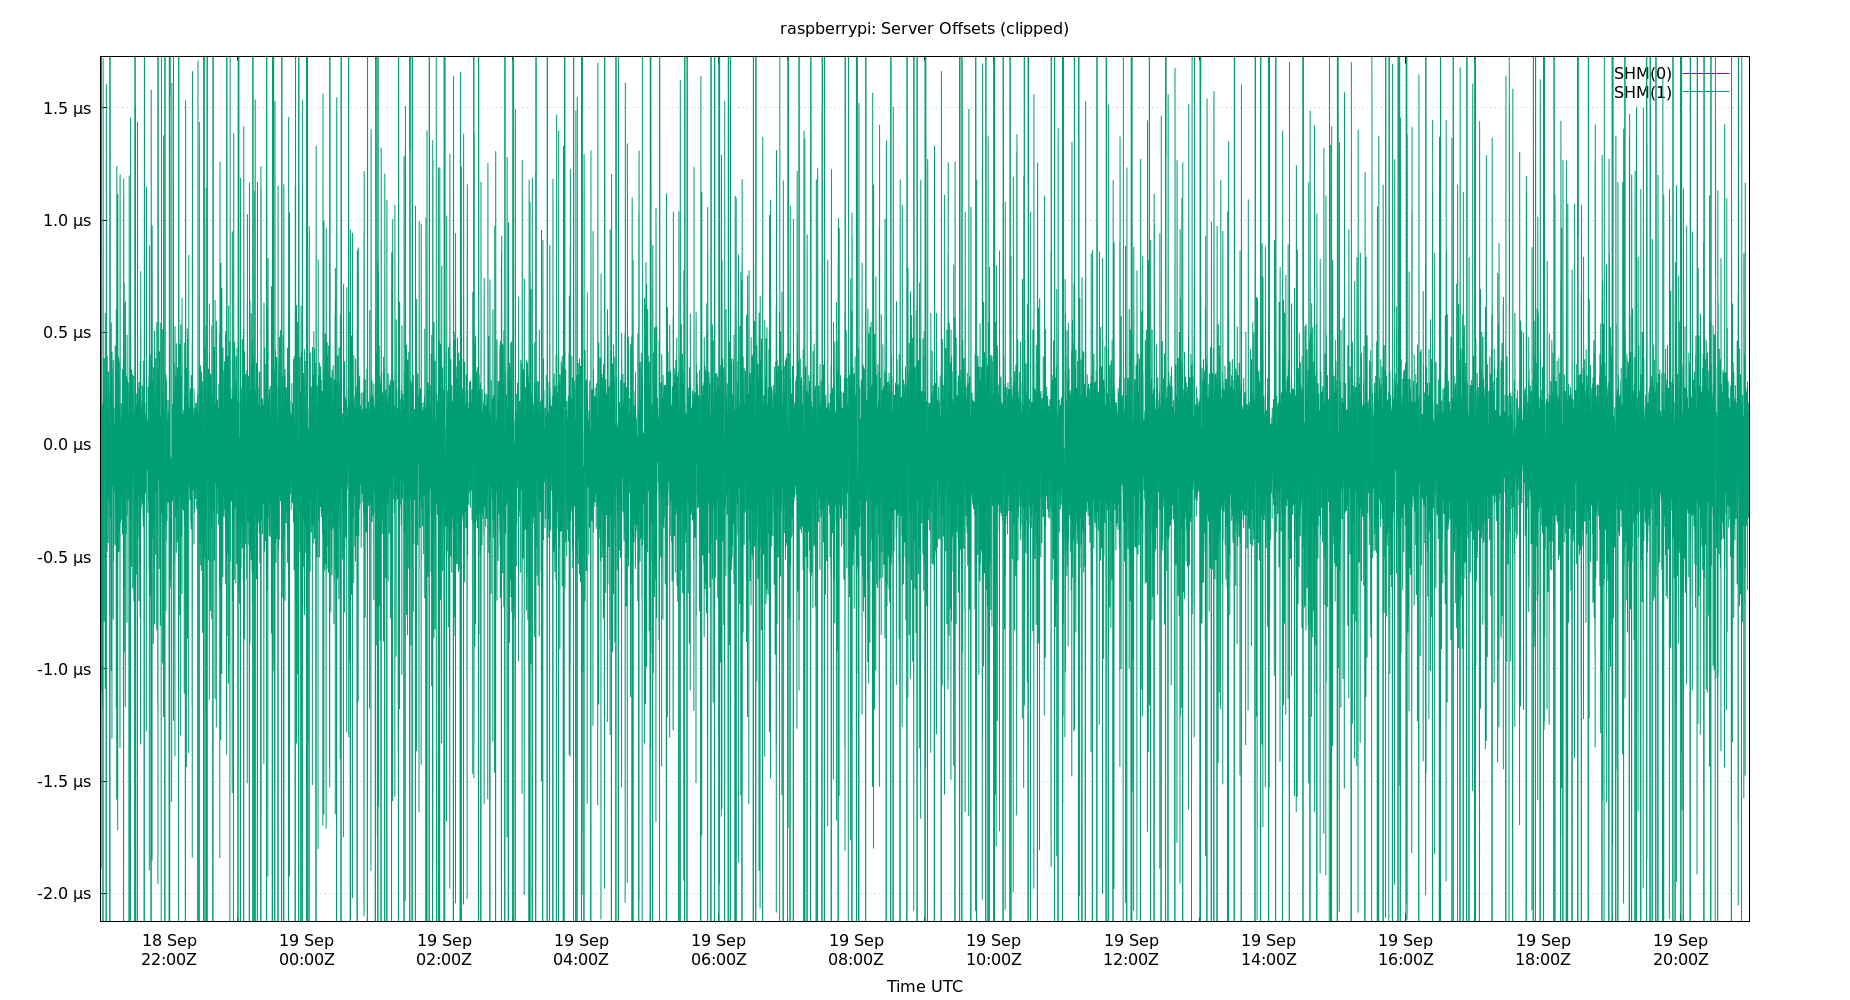 raspberrypi: Server Offsets (clipped)
SHM(0)
SHM(1)
1.5 µs
1.0 µs
0.5 µs
0.0 µs
-0.5 µs
-1.0 µs
-1.5 µs
-2.0 µs
18 Sep 19 Sep 19 Sep 19 Sep 19 Sep 19 Sep 19 Sep 19 Sep 19 Sep 19 Sep 19 Sep 19 Sep
22:00Z 00:00Z 02:00Z 04:00Z 06:00Z 08:00Z 10:00Z 12:00Z 14:00Z 16:00Z 18:00Z 20:00Z
Time UTC